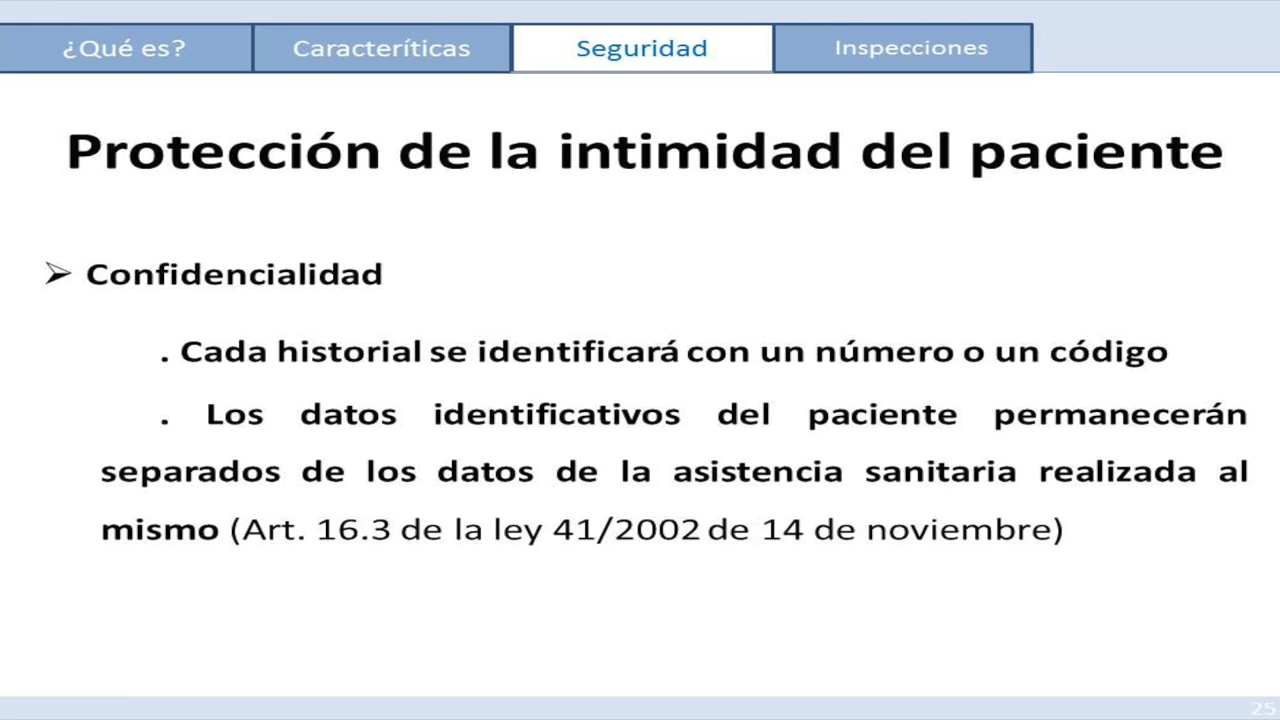 ¿Qué es?
Caracteríticas
Seguridad
Inspecciones
Protección de la intimidad del paciente
➢ Confidencialidad
. Cada historial se identificará con un número o un código
. Los datos identificativos del paciente permanecerán
separados de los datos de la asistencia sanitaria realizada al
mismo (Art. 16.3 de la ley 41/2002 de 14 de noviembre)
25